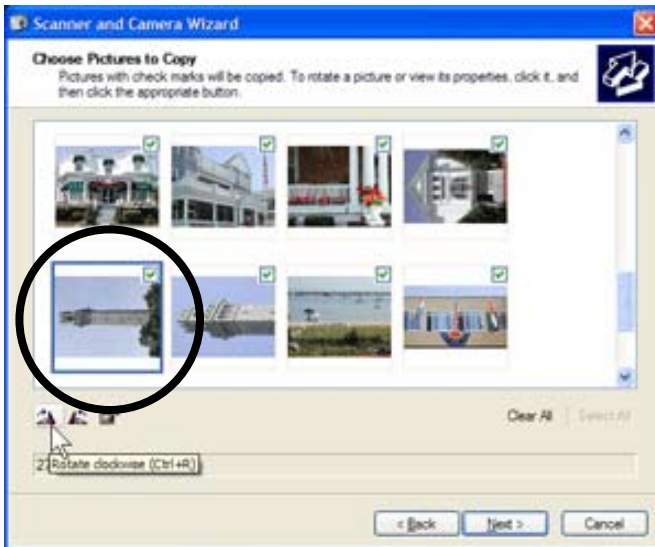 Scanner and Camera Wizard
Choose Pictures to Copy
Pictures with check marks will be copied. To rotate a picture or view its properties, click it, and
then click the appropriate button.
Clear All
Select All
Rotate clockwise (Ctrl+R)
< Back
Next >
Cancel